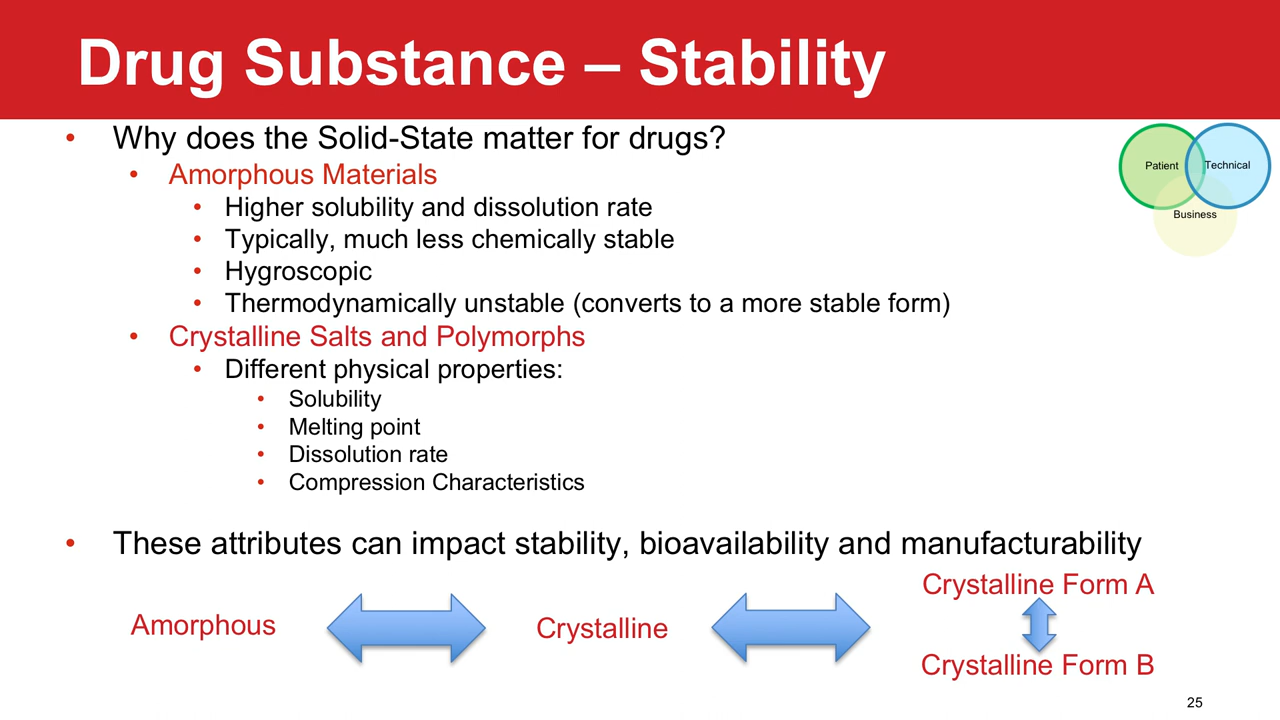 Drug Substance – Stability
• Why does the Solid-State matter for drugs?
• Amorphous Materials
• Higher solubility and dissolution rate
• Typically, much less chemically stable
• Hygroscopic
• Thermodynamically unstable (converts to a more stable form)
• Crystalline Salts and Polymorphs
• Different physical properties:
• Solubility
• Melting point
• Dissolution rate
• Compression Characteristics
• These attributes can impact stability, bioavailability and manufacturability
Patient
Technical
Business
Amorphous
Crystalline
Crystalline Form A
Crystalline Form B
25